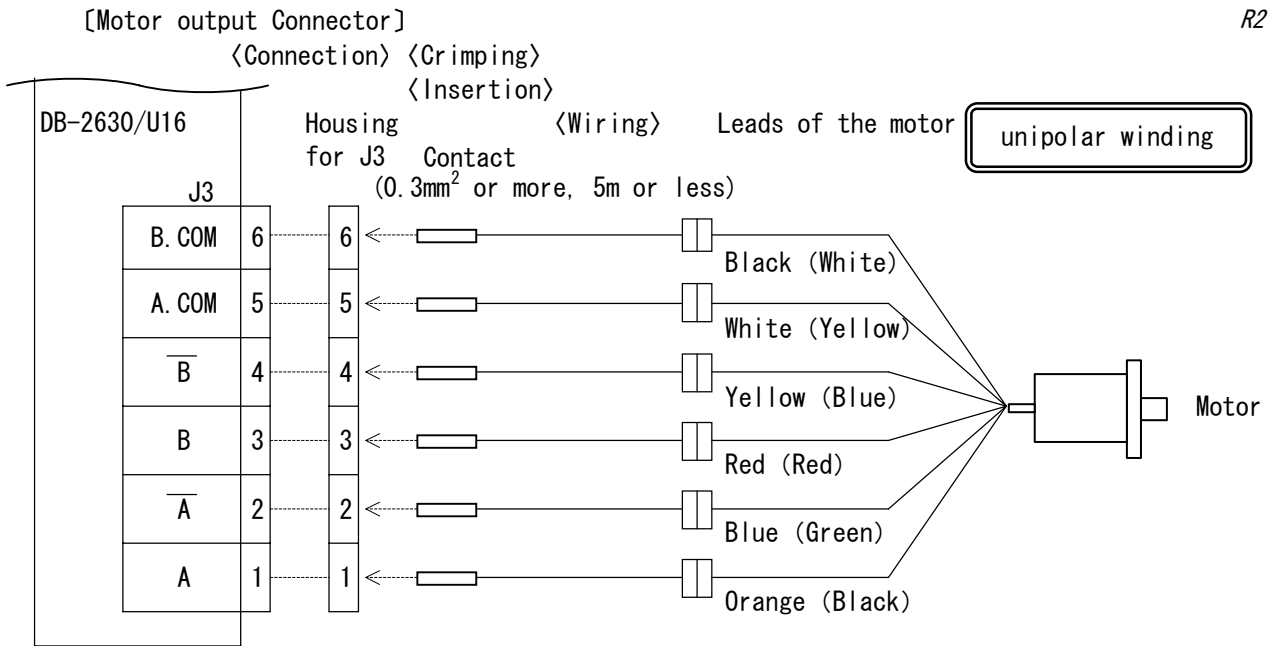 〔Motor output Connector〕 R2
〈Connection〉 〈Crimping〉
〈Insertion〉
DB-2630/U16 Housing 〈Wiring〉 Leads of the motor unipolar winding
for J3 Contact
J3 (0.3mm² or more, 5m or less)
B.COM 6 6
Black (White)
A.COM 5 5
White (Yellow)
B̅ 4 4
Yellow (Blue)
Motor
B 3 3
Red (Red)
A̅ 2 2
Blue (Green)
A 1 1
Orange (Black)